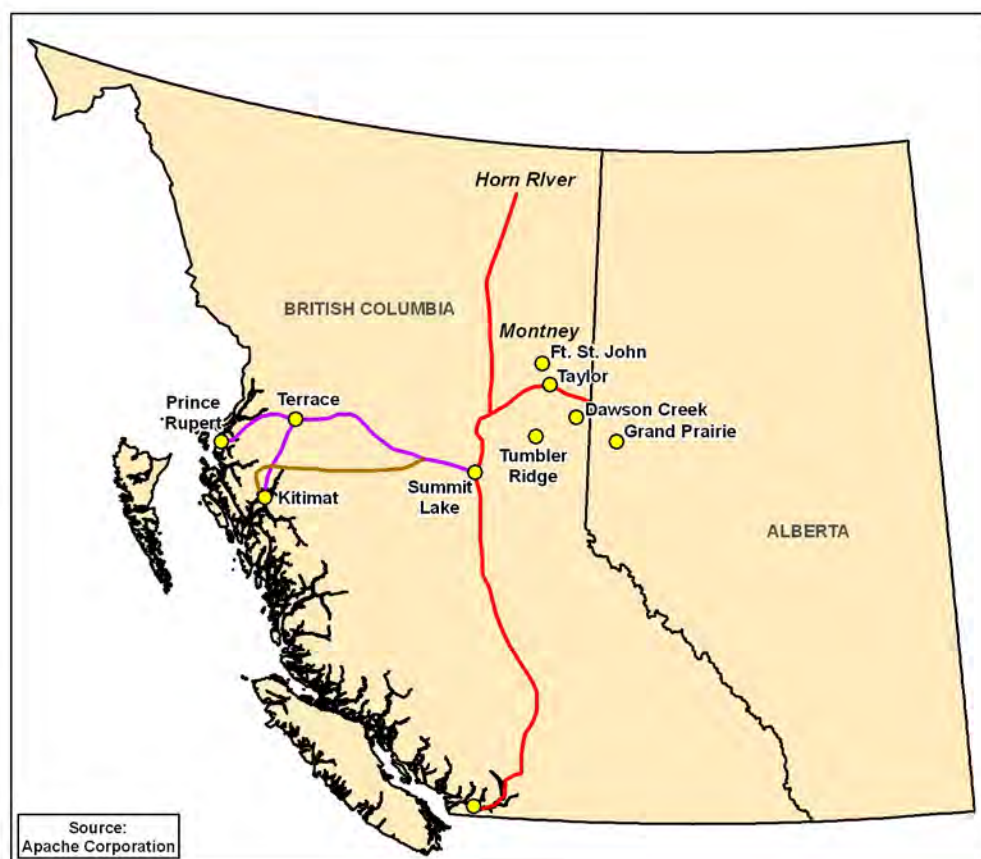 Horn RIver
BRITISH COLUMBIA
Montney
Ft. St. John
Taylor
Prince
Rupert
Terrace
Dawson Creek
Grand Prairie
Tumbler
Ridge
Summit
Lake
Kitimat
ALBERTA
Source:
Apache Corporation